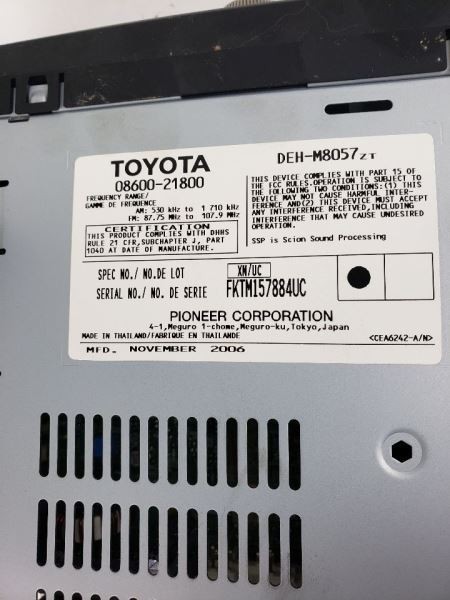 TOYOTA
08600-21800
DEH-M8057ZT
FREQUENCY RANGE/
GAMME DE FREQUENCE
AM: 530 kHz to 1 710 kHz
FM: 87.75 MHz to 107.9 MHz
CERTIFICATION
THIS PRODUCT COMPLIES WITH DHHS
RULE 21 CFR,SUBCHAPTER J, PART
1040 AT DATE OF MANUFACTURE.
THIS DEVICE COMPLIES WITH PART 15 OF
THE FCC RULES.OPERATION IS SUBJECT TO
THE FOLLOWING TWO CONDITIONS:(1) THIS
DEVICE MAY NOT CAUSE HARMFUL INTER-
FERENCE AND(2) THIS DEVICE MUST ACCEPT
ANY INTERFERENCE RECEIVED,INCLUDING
INTERFERENCE THAT MAY CAUSE UNDESIRED
OPERATION.
SSP is Scion Sound Processing
SPEC NO./ NO.DE LOT XN/UC
SERIAL NO./ NO. DE SERIE FKTM157884UC
PIONEER CORPORATION
4-1,Meguro 1-chome,Meguro-ku,Tokyo,Japan
MADE IN THAILAND/FABRIQUE EN THAILANDE
<CEA6242-A/N>
MFD. NOVEMBER 2006